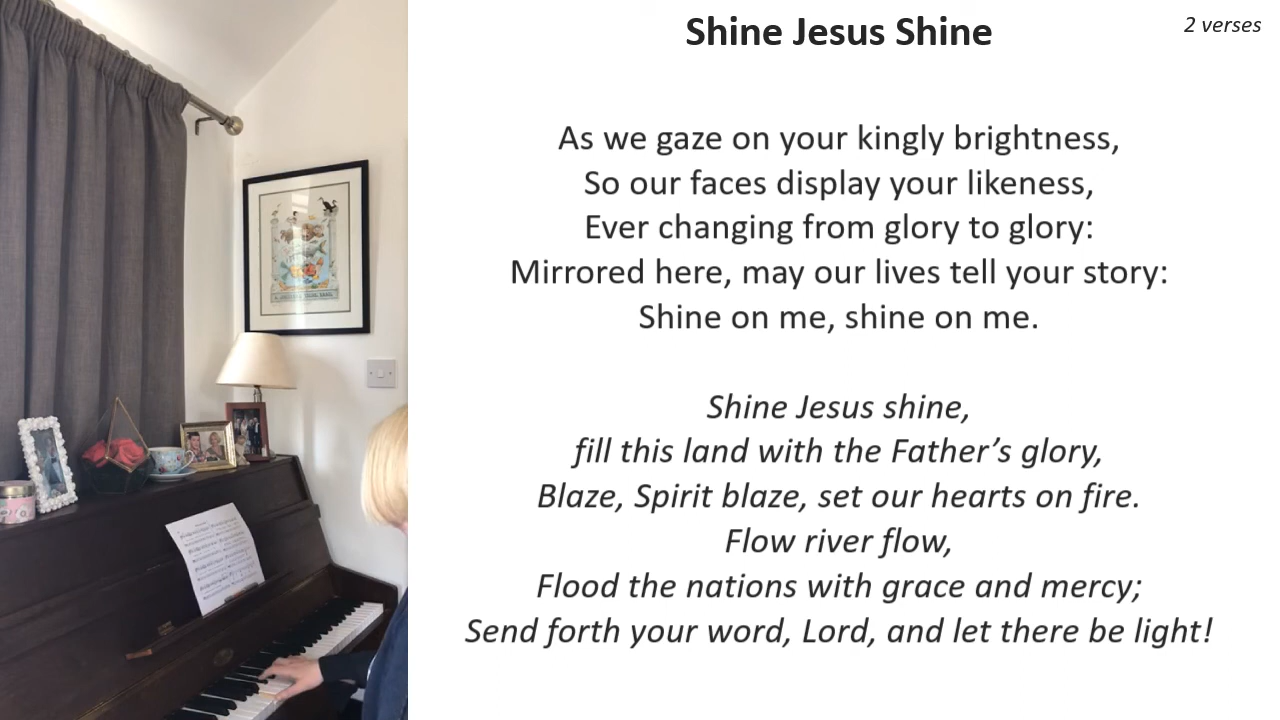 Shine Jesus Shine
2 verses
As we gaze on your kingly brightness,
So our faces display your likeness,
Ever changing from glory to glory:
Mirrored here, may our lives tell your story:
Shine on me, shine on me.
Shine Jesus shine,
fill this land with the Father’s glory,
Blaze, Spirit blaze, set our hearts on fire.
Flow river flow,
Flood the nations with grace and mercy;
Send forth your word, Lord, and let there be light!